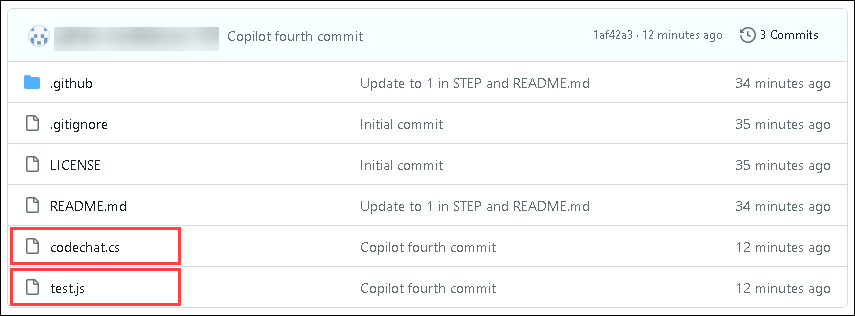 Copilot fourth commit 1af42a3 · 12 minutes ago 3 Commits
.github Update to 1 in STEP and README.md 34 minutes ago
.gitignore Initial commit 35 minutes ago
LICENSE Initial commit 35 minutes ago
README.md Update to 1 in STEP and README.md 34 minutes ago
codechat.cs Copilot fourth commit 12 minutes ago
test.js Copilot fourth commit 12 minutes ago